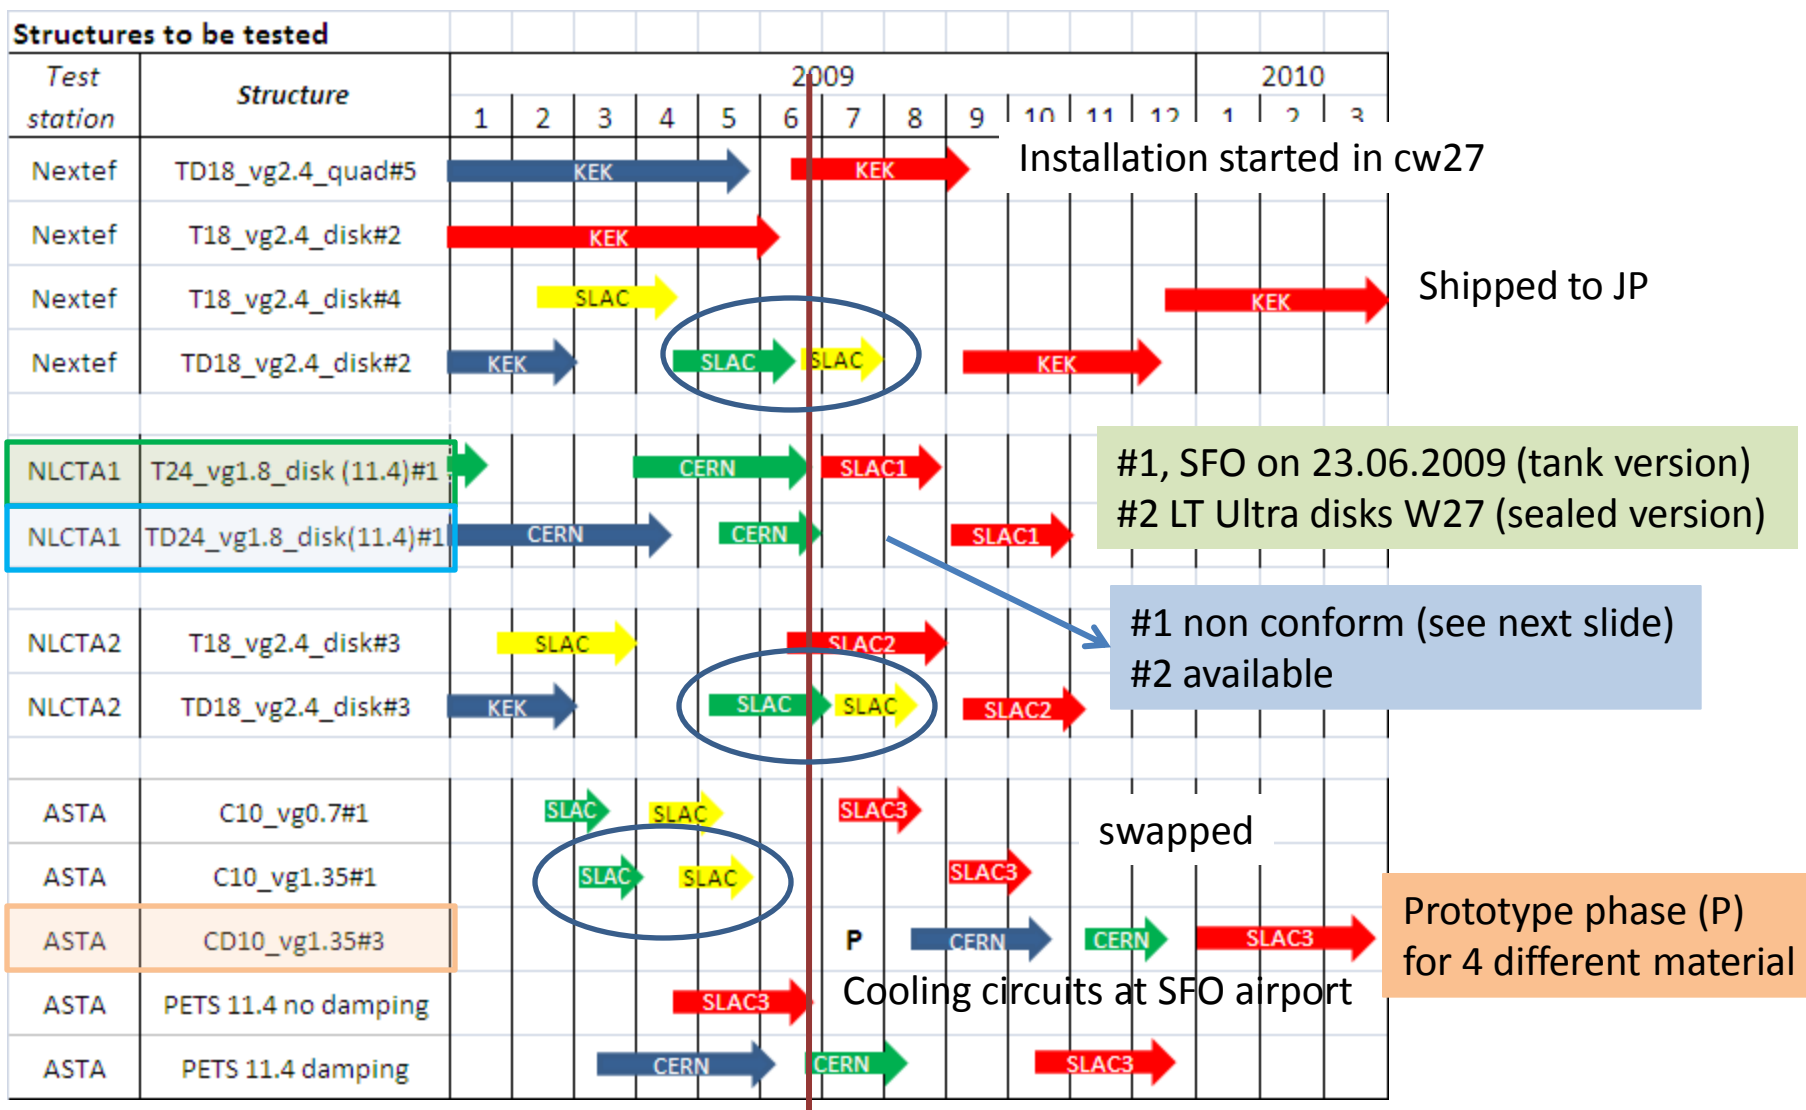 Structures to be tested
Test station Structure 2009 2010
1 2 3 4 5 6 7 8 9 10 11 12 1 2 3
Nextef TD18_vg2.4_quad#5 KEK KEK Installation started in cw27
Nextef T18_vg2.4_disk#2 KEK
Nextef T18_vg2.4_disk#4 SLAC KEK Shipped to JP
Nextef TD18_vg2.4_disk#2 KEK SLAC SLAC KEK
NLCTA1 T24_vg1.8_disk (11.4)#1 CERN SLAC1
NLCTA1 TD24_vg1.8_disk(11.4)#1 CERN CERN SLAC1
#1, SFO on 23.06.2009 (tank version)
#2 LT Ultra disks W27 (sealed version)
#1 non conform (see next slide)
#2 available
NLCTA2 T18_vg2.4_disk#3 SLAC SLAC2
NLCTA2 TD18_vg2.4_disk#3 KEK SLAC SLAC SLAC2
ASTA C10_vg0.7#1 SLAC SLAC SLAC3
swapped
ASTA C10_vg1.35#1 SLAC SLAC SLAC3
ASTA CD10_vg1.35#3 P CERN CERN SLAC3
Prototype phase (P)
for 4 different material
ASTA PETS 11.4 no damping SLAC3 Cooling circuits at SFO airport
ASTA PETS 11.4 damping CERN CERN SLAC3